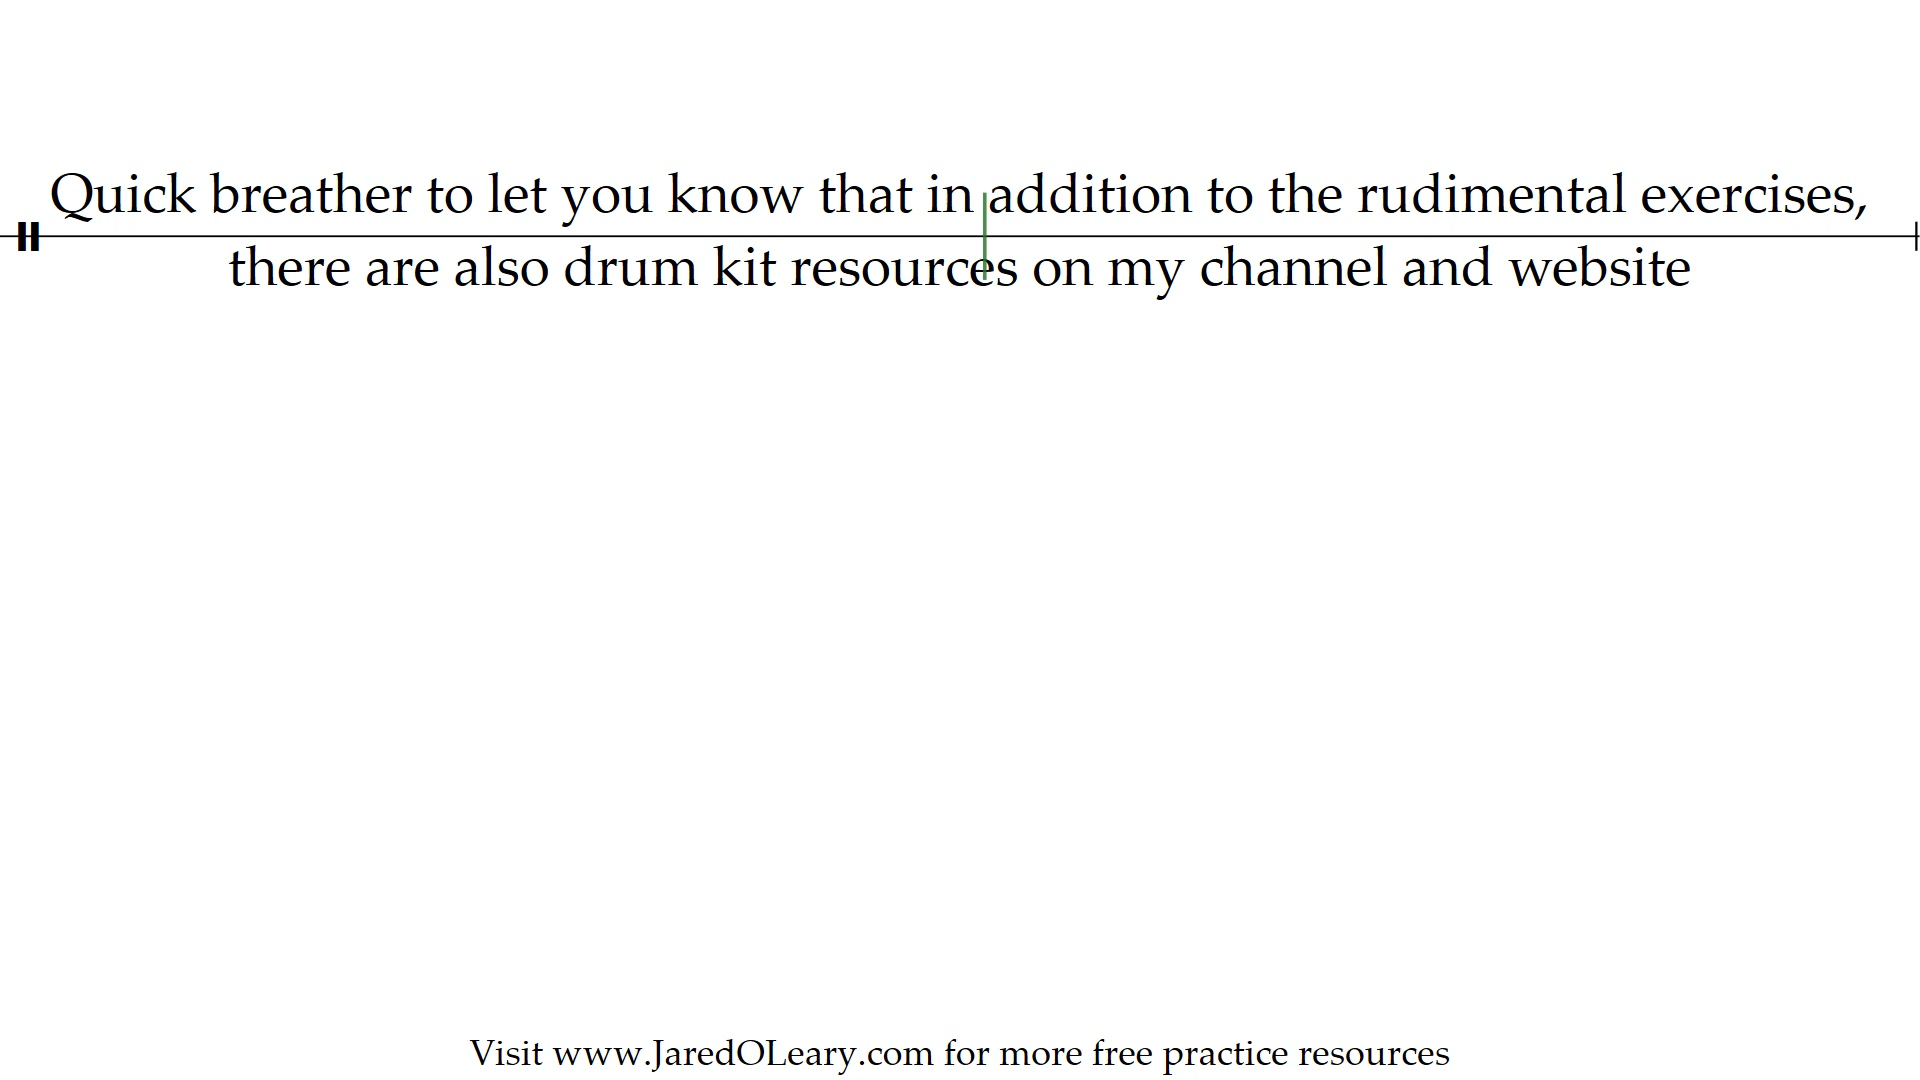 Quick breather to let you know that in addition to the rudimental exercises,
there are also drum kit resources on my channel and website
Visit www.JaredOLeary.com for more free practice resources